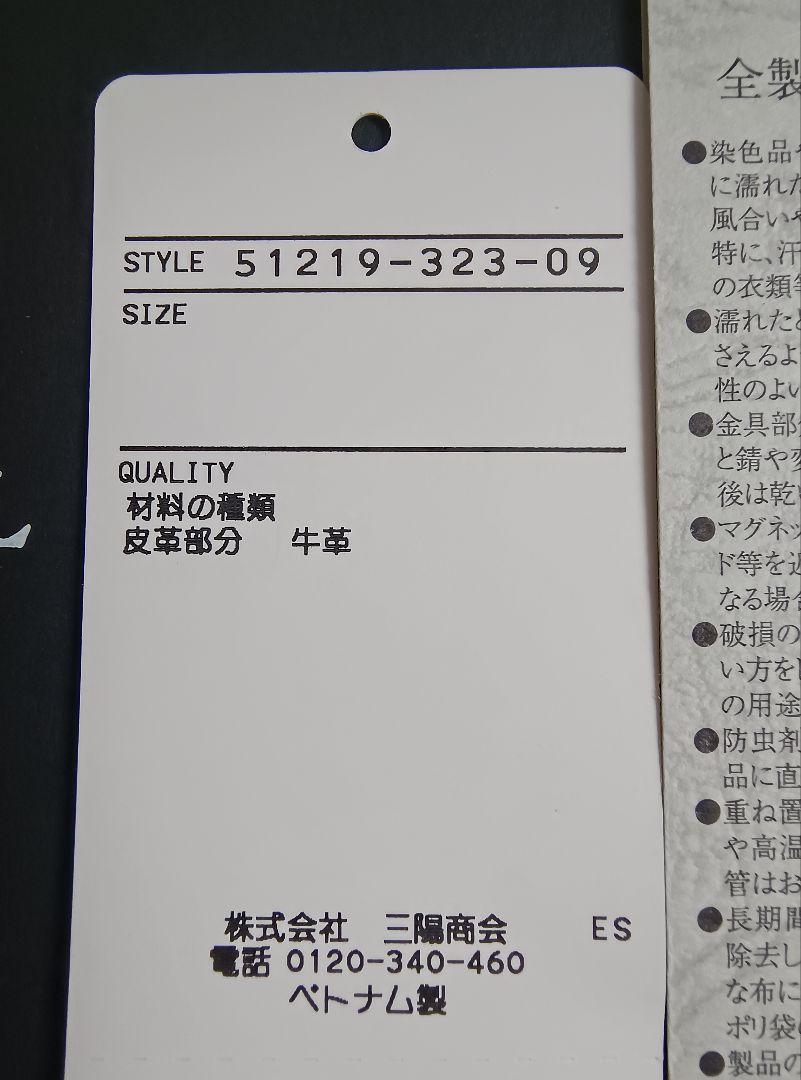 STYLE 51219-323-09
SIZE
QUALITY
材料の種類
皮革部分 牛革
株式会社 三陽商会 ES
電話 0120-340-460
ベトナム製
全製
●染色品
に濡れた
風合いや
特に、汗
の衣類等
●濡れたと
さえるよ
性のよい
●金具部
と錆や変
後は乾
●マグネッ
ド等を近
なる場合
●破損の
い方を
の用途
●防虫剤
品に直
●重ね置
や高温
管はお
●長期間
除去し
な布に
ポリ袋
●製品の